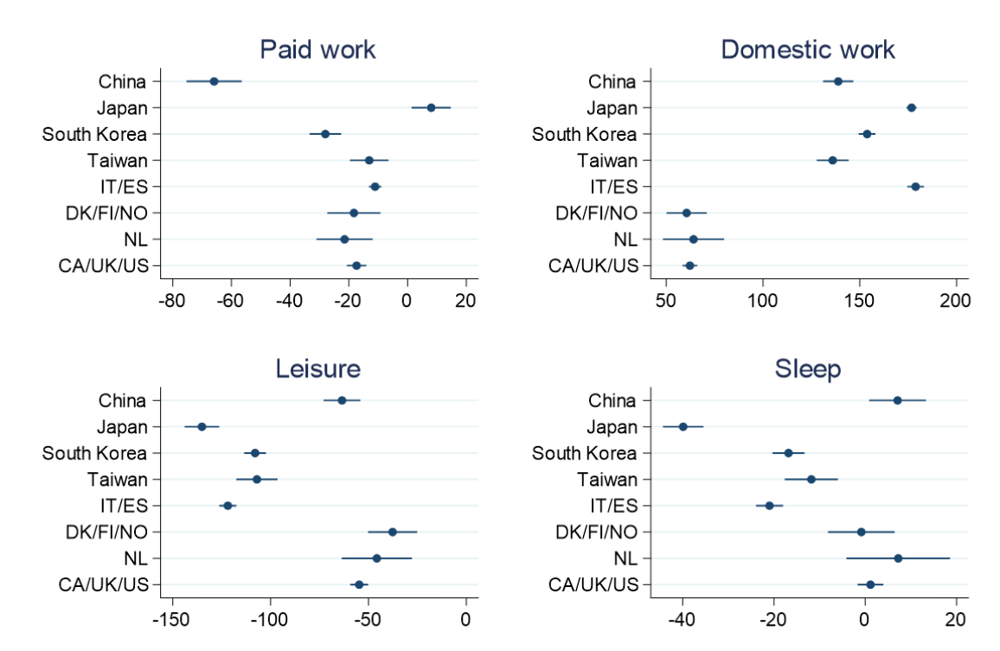 Paid work
China
Japan
South Korea
Taiwan
IT/ES
DK/FI/NO
NL
CA/UK/US
-80 -60 -40 -20 0 20
Domestic work
China
Japan
South Korea
Taiwan
IT/ES
DK/FI/NO
NL
CA/UK/US
50 100 150 200
Leisure
China
Japan
South Korea
Taiwan
IT/ES
DK/FI/NO
NL
CA/UK/US
-150 -100 -50 0
Sleep
China
Japan
South Korea
Taiwan
IT/ES
DK/FI/NO
NL
CA/UK/US
-40 -20 0 20